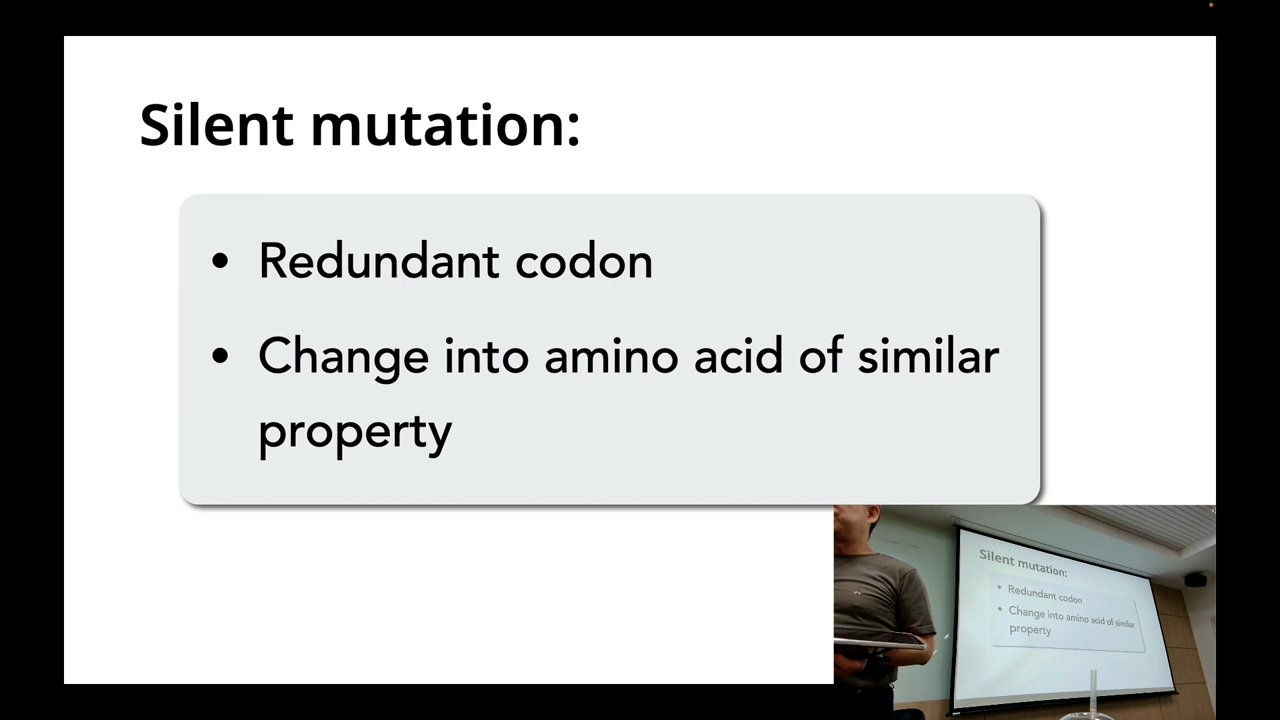 Silent mutation:
• Redundant codon
• Change into amino acid of similar
property
Silent mutation:
• Redundant codon
• Change into amino acid of similar
property